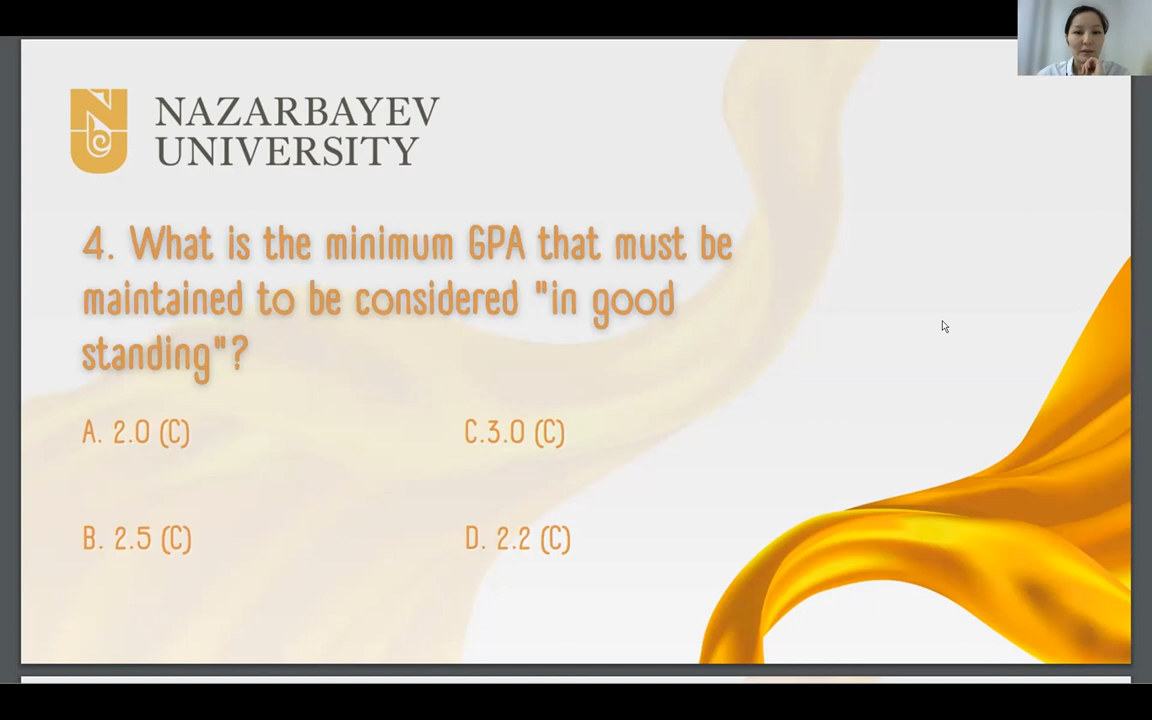 NAZARBAYEV
UNIVERSITY
4. What is the minimum GPA that must be
maintained to be considered "in good
standing"?
A. 2.0 (C)
C.3.0 (C)
B. 2.5 (C)
D. 2.2 (C)